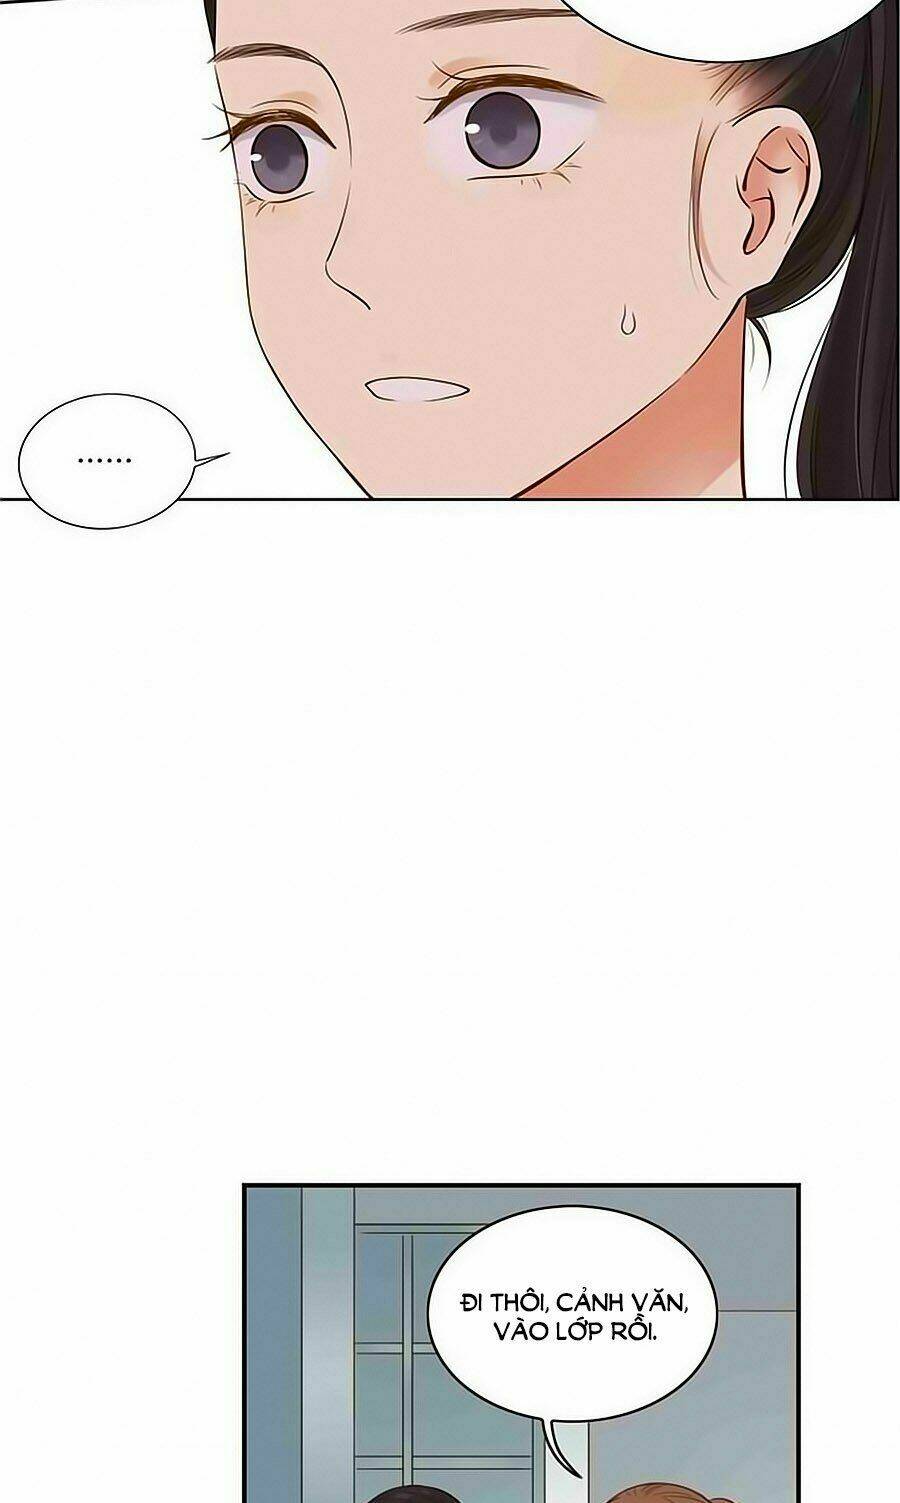 ......
ĐI THÔI, CẢNH VĂN,
VÀO LỚP RỒI.